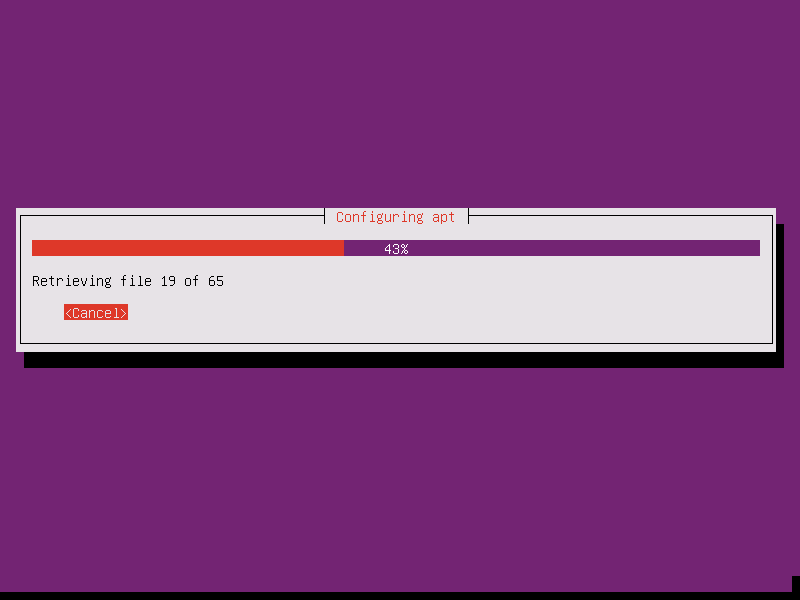 Configuring apt
43%
Retrieving file 19 of 65
<Cancel>